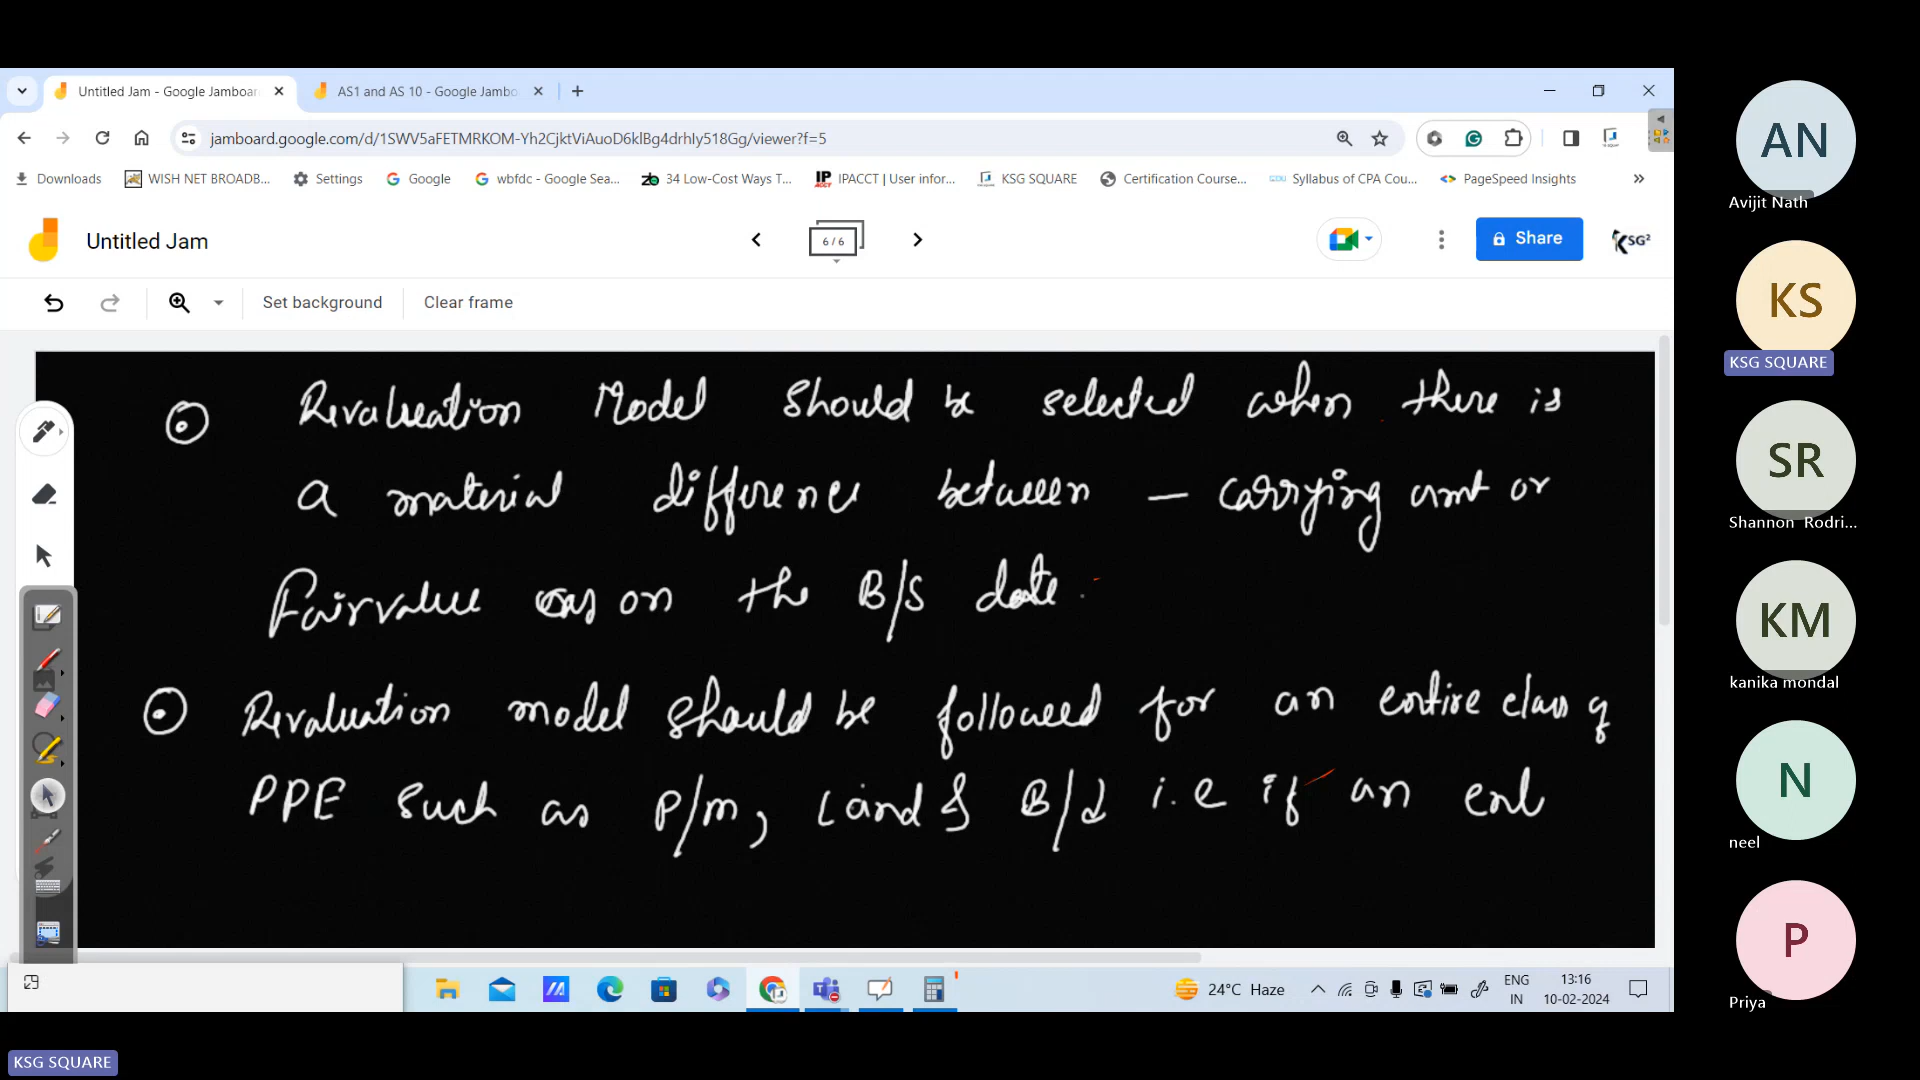 Untitled Jam - Google Jamboar
AS1 and AS 10 - Google Jambo
jamboard.google.com/d/1SWV5aFETMRKOM-Yh2CjktViAuoD6klBg4drhly518Gg/viewer?f=5
Downloads WISH NET BROADB... Settings Google wbfdc - Google Sea... 34 Low-Cost Ways T... IPACCT | User infor... KSG SQUARE Certification Course... Syllabus of CPA Cou... PageSpeed Insights
Untitled Jam
6 / 6
Share
KSG²
Set background Clear frame
Revaluation Model Should be selected when there is
a material difference between – carrying amt or
Fairvalue as on the B/S date.
Revaluation model should be followed for an entire class of
PPE such as P/m, Land & B/d i.e if an ent
24°C Haze
ENG
IN
13:16
10-02-2024
AN
Avijit Nath
KS
KSG SQUARE
SR
Shannon Rodri...
KM
kanika mondal
N
neel
P
Priya
KSG SQUARE